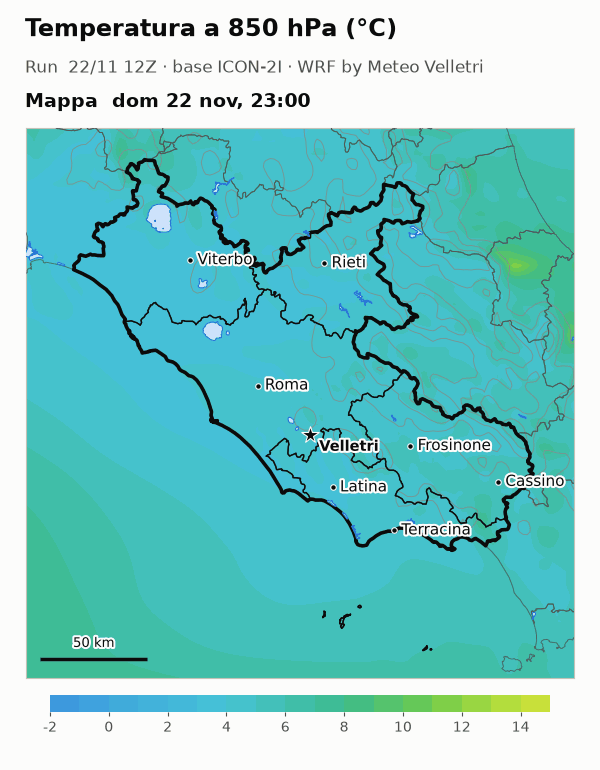 Temperatura a 850 hPa (°C)
Run 22/11 12Z · base ICON-2I · WRF by Meteo Velletri
Mappa dom 22 nov, 23:00
Viterbo
Rieti
Roma
Velletri
Frosinone
Latina
Cassino
Terracina
50 km
-2 0 2 4 6 8 10 12 14